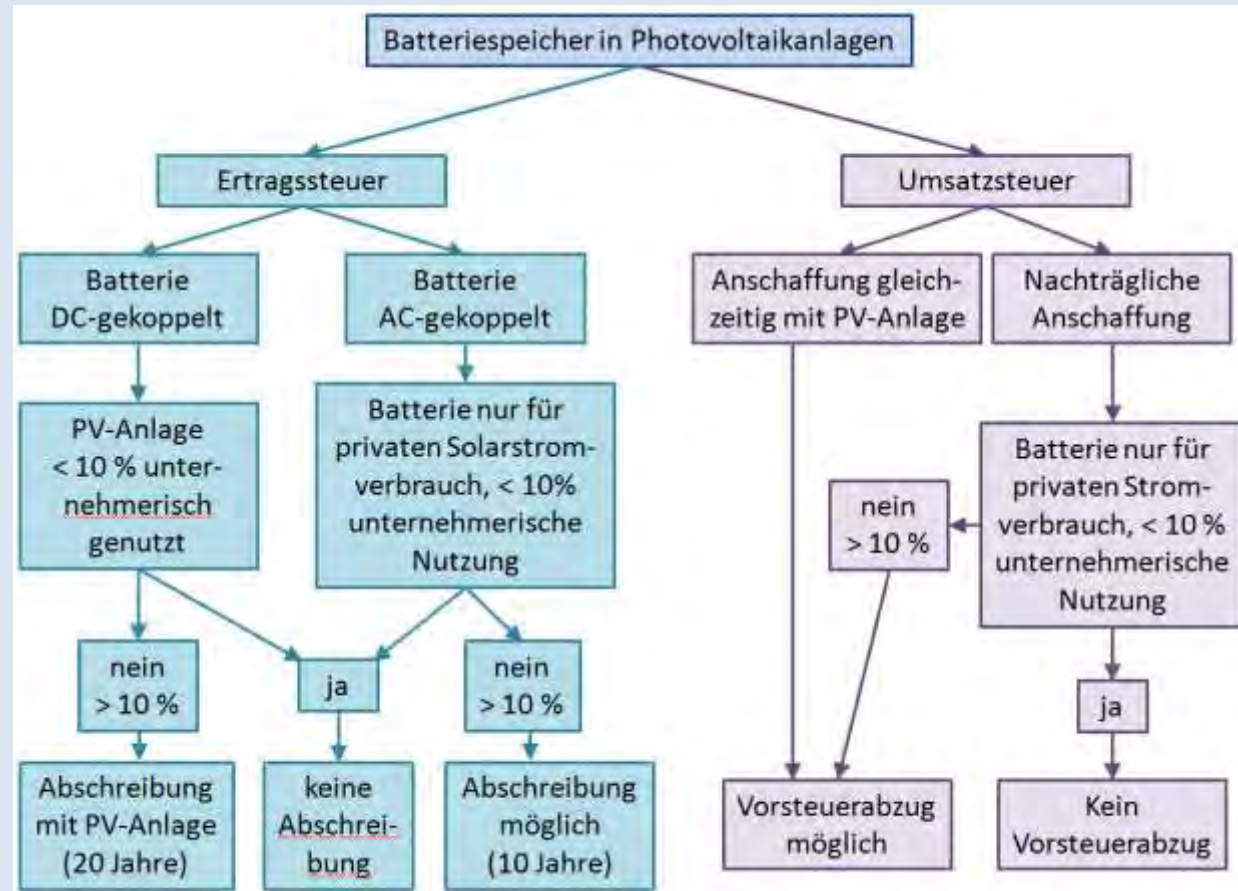 Batteriespeicher in Photovoltaikanlagen
Ertragssteuer
Umsatzsteuer
Batterie
DC-gekoppelt
Batterie
AC-gekoppelt
Anschaffung gleich-
zeitig mit PV-Anlage
Nachträgliche
Anschaffung
PV-Anlage
< 10 % unter-
nehmerisch
genutzt
Batterie nur für
privaten Solarstrom-
verbrauch, < 10%
unternehmerische
Nutzung
nein
> 10 %
Batterie nur für
privaten Strom-
verbrauch, < 10 %
unternehmerische
Nutzung
nein
> 10 %
ja
nein
> 10 %
ja
Abschreibung
mit PV-Anlage
(20 Jahre)
keine
Abschrei-
bung
Abschreibung
möglich
(10 Jahre)
Vorsteuerabzug
möglich
Kein
Vorsteuerabzug